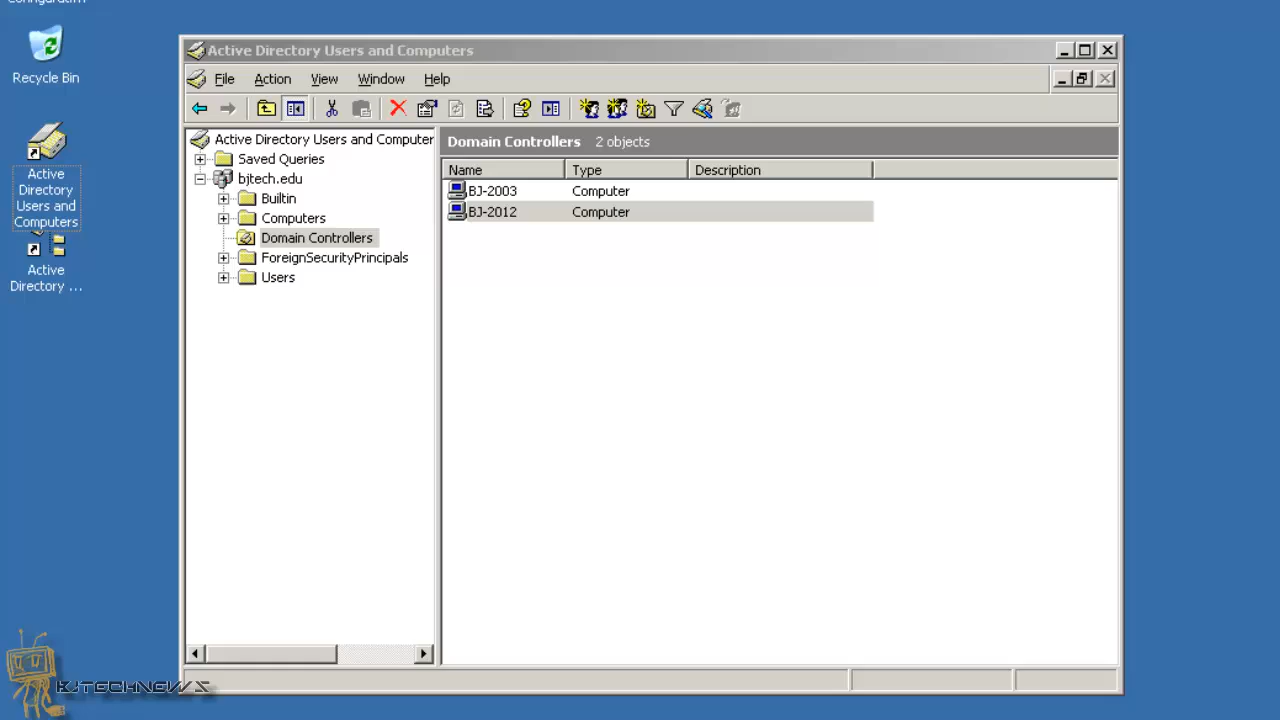 Recycle Bin
Active
Directory
Users and
Computers
Active
Directory ...
Active Directory Users and Computers
File Action View Window Help
Active Directory Users and Computer
Saved Queries
bjtech.edu
Builtin
Computers
Domain Controllers
ForeignSecurityPrincipals
Users
Domain Controllers 2 objects
Name Type Description
BJ-2003 Computer
BJ-2012 Computer
BJTECHNEWS